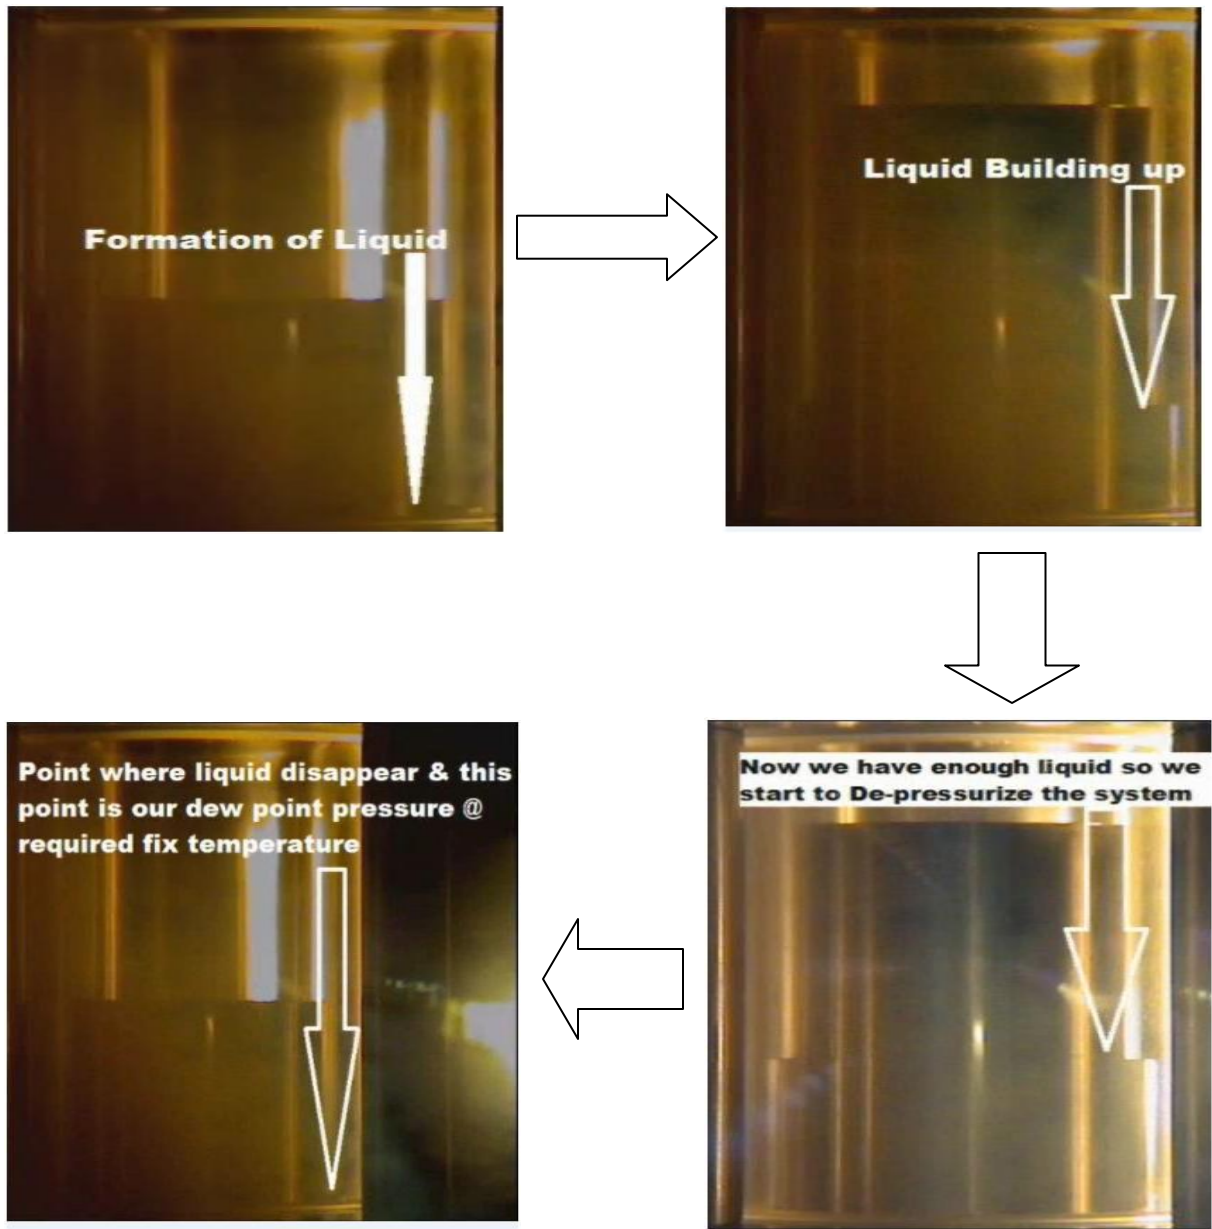 Formation of Liquid
Liquid Building up
Now we have enough liquid so we
start to De-pressurize the system
Point where liquid disappear & this
point is our dew point pressure @
required fix temperature